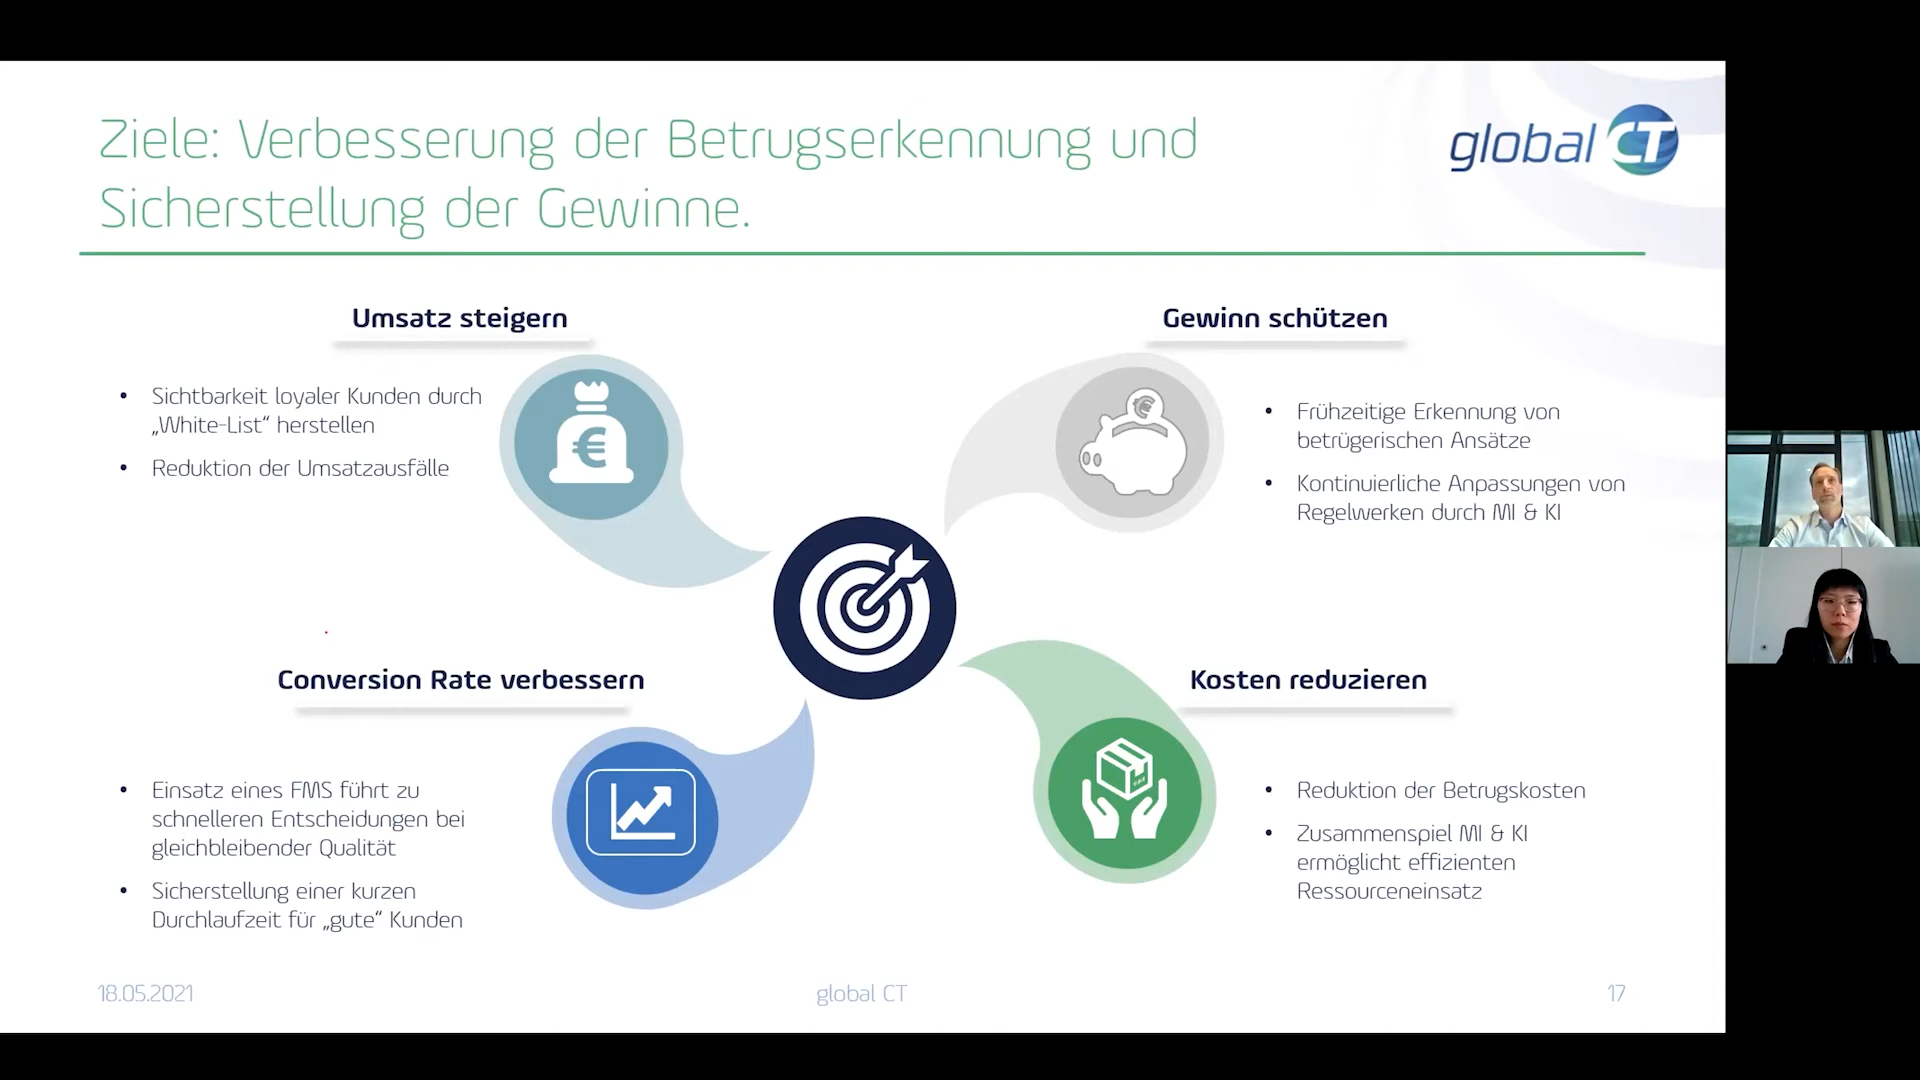 Ziele: Verbesserung der Betrugserkennung und
Sicherstellung der Gewinne.
global CT
Umsatz steigern
• Sichtbarkeit loyaler Kunden durch
„White-List“ herstellen
• Reduktion der Umsatzausfälle
Gewinn schützen
• Frühzeitige Erkennung von
betrügerischen Ansätze
• Kontinuierliche Anpassungen von
Regelwerken durch MI & KI
Conversion Rate verbessern
• Einsatz eines FMS führt zu
schnelleren Entscheidungen bei
gleichbleibender Qualität
• Sicherstellung einer kurzen
Durchlaufzeit für „gute“ Kunden
Kosten reduzieren
• Reduktion der Betrugskosten
• Zusammenspiel MI & KI
ermöglicht effizienten
Ressourceneinsatz
18.05.2021
global CT
17